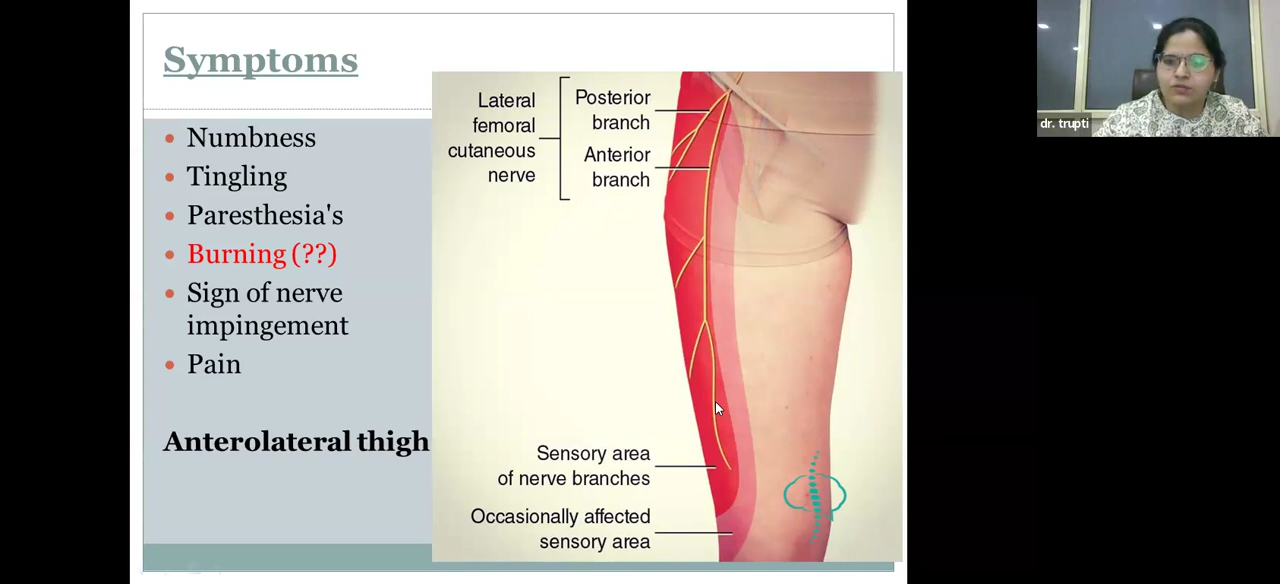 Symptoms
Numbness
Tingling
Paresthesia's
Burning (??)
Sign of nerve
impingement
Pain
Anterolateral thigh
Lateral
femoral
cutaneous
nerve
Posterior
branch
Anterior
branch
Sensory area
of nerve branches
Occasionally affected
sensory area
dr. trupti